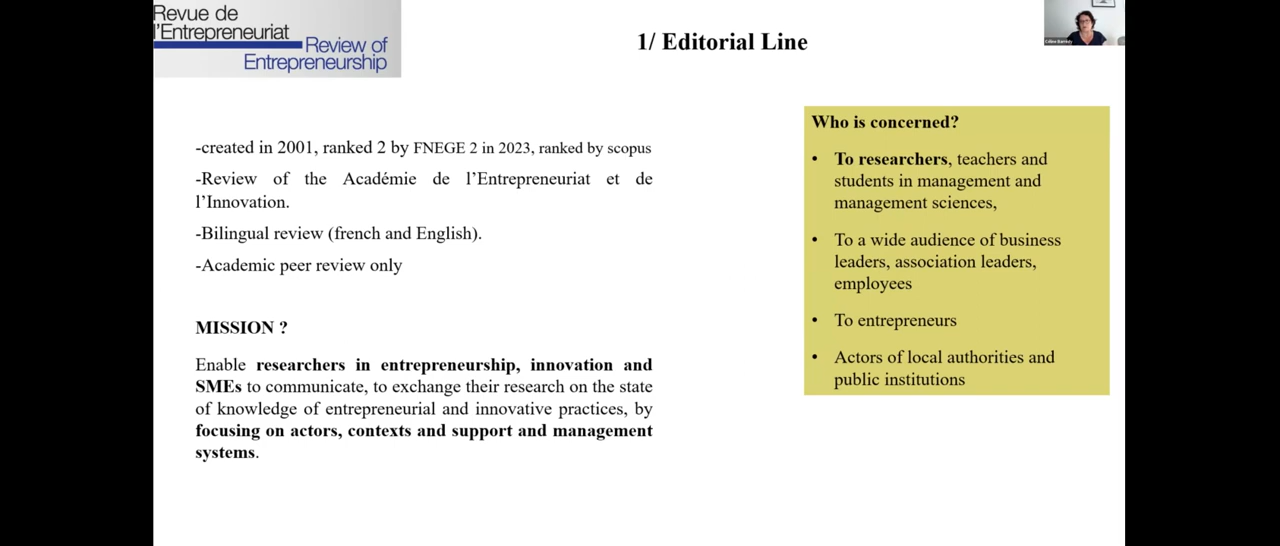 Revue de
l'Entrepreneuriat
Review of
Entrepreneurship
1/ Editorial Line
-created in 2001, ranked 2 by FNEGE 2 in 2023, ranked by scopus
-Review of the Académie de l'Entrepreneuriat et de
l'Innovation.
-Bilingual review (french and English).
-Academic peer review only
MISSION ?
Enable researchers in entrepreneurship, innovation and
SMEs to communicate, to exchange their research on the state
of knowledge of entrepreneurial and innovative practices, by
focusing on actors, contexts and support and management
systems.
Who is concerned?
• To researchers, teachers and
students in management and
management sciences,
• To a wide audience of business
leaders, association leaders,
employees
• To entrepreneurs
• Actors of local authorities and
public institutions